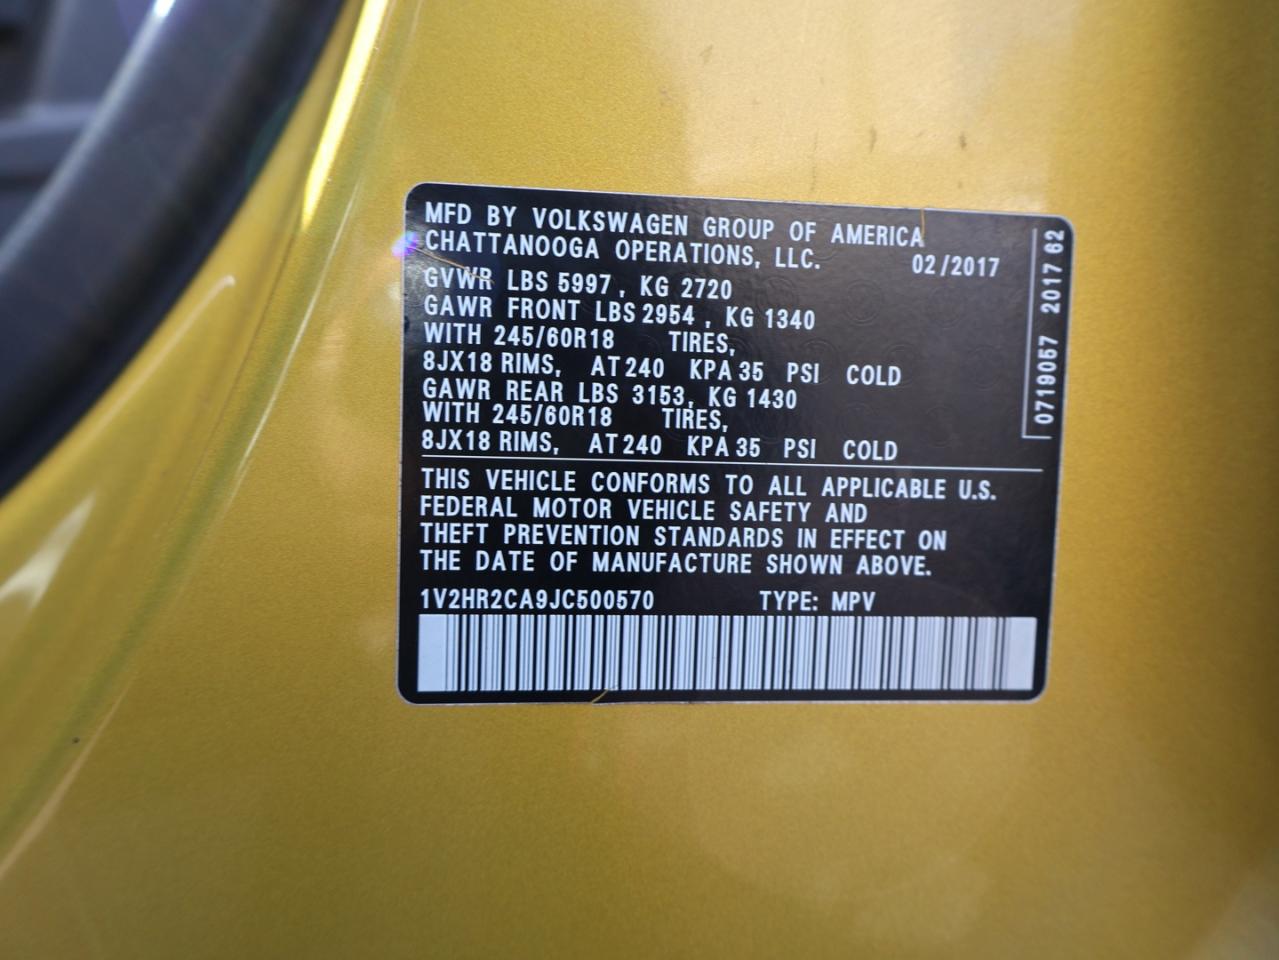 MFD BY VOLKSWAGEN GROUP OF AMERICA
CHATTANOOGA OPERATIONS, LLC. 02/2017
GVWR LBS 5997, KG 2720
GAWR FRONT LBS 2954, KG 1340
WITH 245/60R18 TIRES,
8JX18 RIMS, AT 240 KPA 35 PSI COLD
GAWR REAR LBS 3153, KG 1430
WITH 245/60R18 TIRES,
8JX18 RIMS, AT 240 KPA 35 PSI COLD
THIS VEHICLE CONFORMS TO ALL APPLICABLE U.S.
FEDERAL MOTOR VEHICLE SAFETY AND
THEFT PREVENTION STANDARDS IN EFFECT ON
THE DATE OF MANUFACTURE SHOWN ABOVE.
1V2HR2CA9JC500570 TYPE: MPV
0719057 2017 62